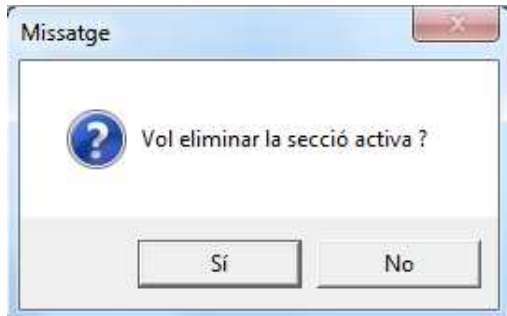 Missatge
Vol eliminar la secció activa ?
Sí
No